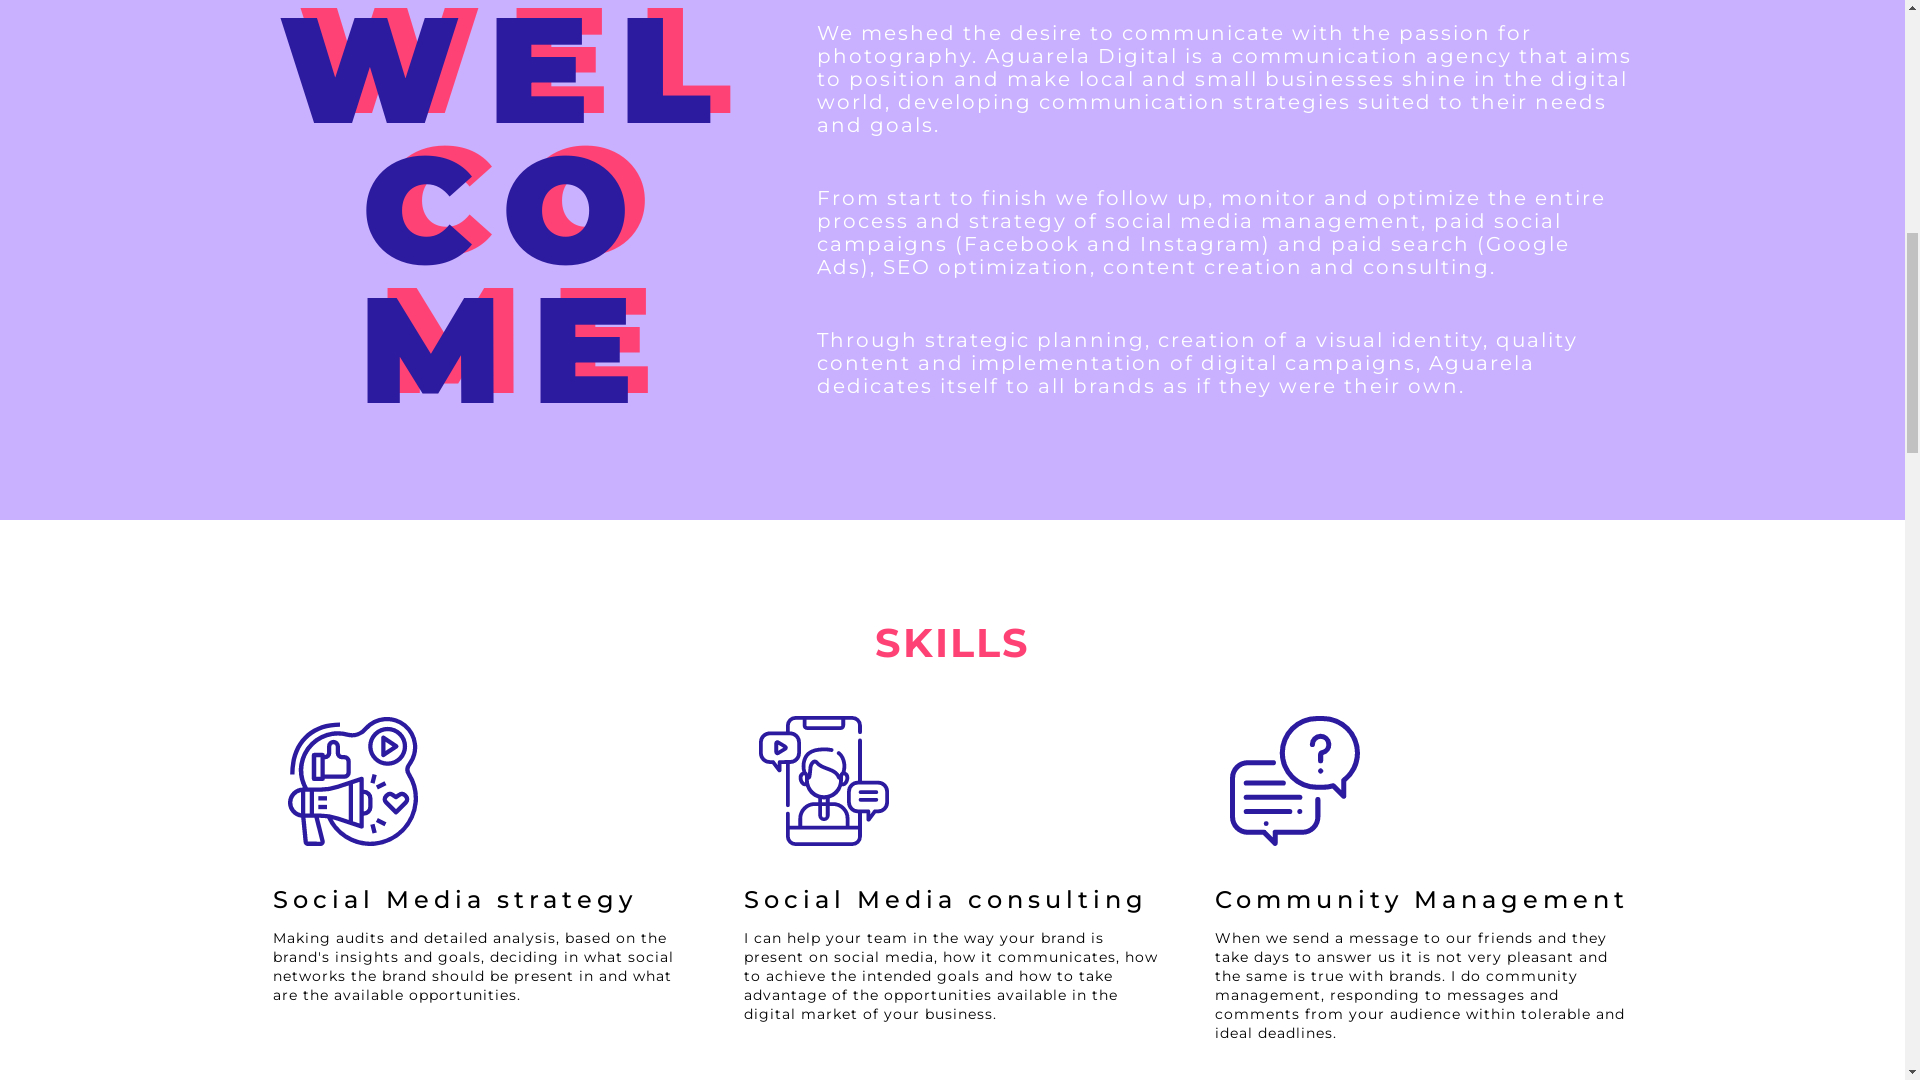 WEL
CO
ME
We meshed the desire to communicate with the passion for
photography. Aguarela Digital is a communication agency that aims
to position and make local and small businesses shine in the digital
world, developing communication strategies suited to their needs
and goals.
From start to finish we follow up, monitor and optimize the entire
process and strategy of social media management, paid social
campaigns (Facebook and Instagram) and paid search (Google
Ads), SEO optimization, content creation and consulting.
Through strategic planning, creation of a visual identity, quality
content and implementation of digital campaigns, Aguarela
dedicates itself to all brands as if they were their own.
SKILLS
?
Social Media strategy
Making audits and detailed analysis, based on the
brand's insights and goals, deciding in what social
networks the brand should be present in and what
are the available opportunities.
Social Media consulting
I can help your team in the way your brand is
present on social media, how it communicates, how
to achieve the intended goals and how to take
advantage of the opportunities available in the
digital market of your business.
Community Management
When we send a message to our friends and they
take days to answer us it is not very pleasant and
the same is true with brands. I do community
management, responding to messages and
comments from your audience within tolerable and
ideal deadlines.